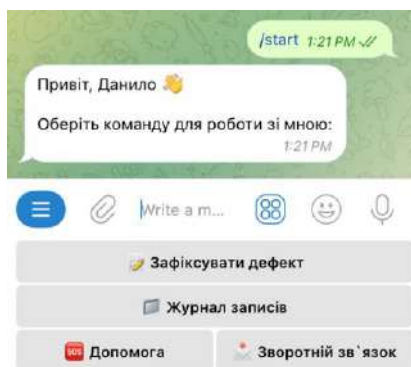 /start 1:21 PM
Привіт, Данило 👋
Оберіть команду для роботи зі мною:
1:21 PM
Write a m...
📝 Зафіксувати дефект
🗂 Журнал записів
🆘 Допомога
📩 Зворотній зв`язок